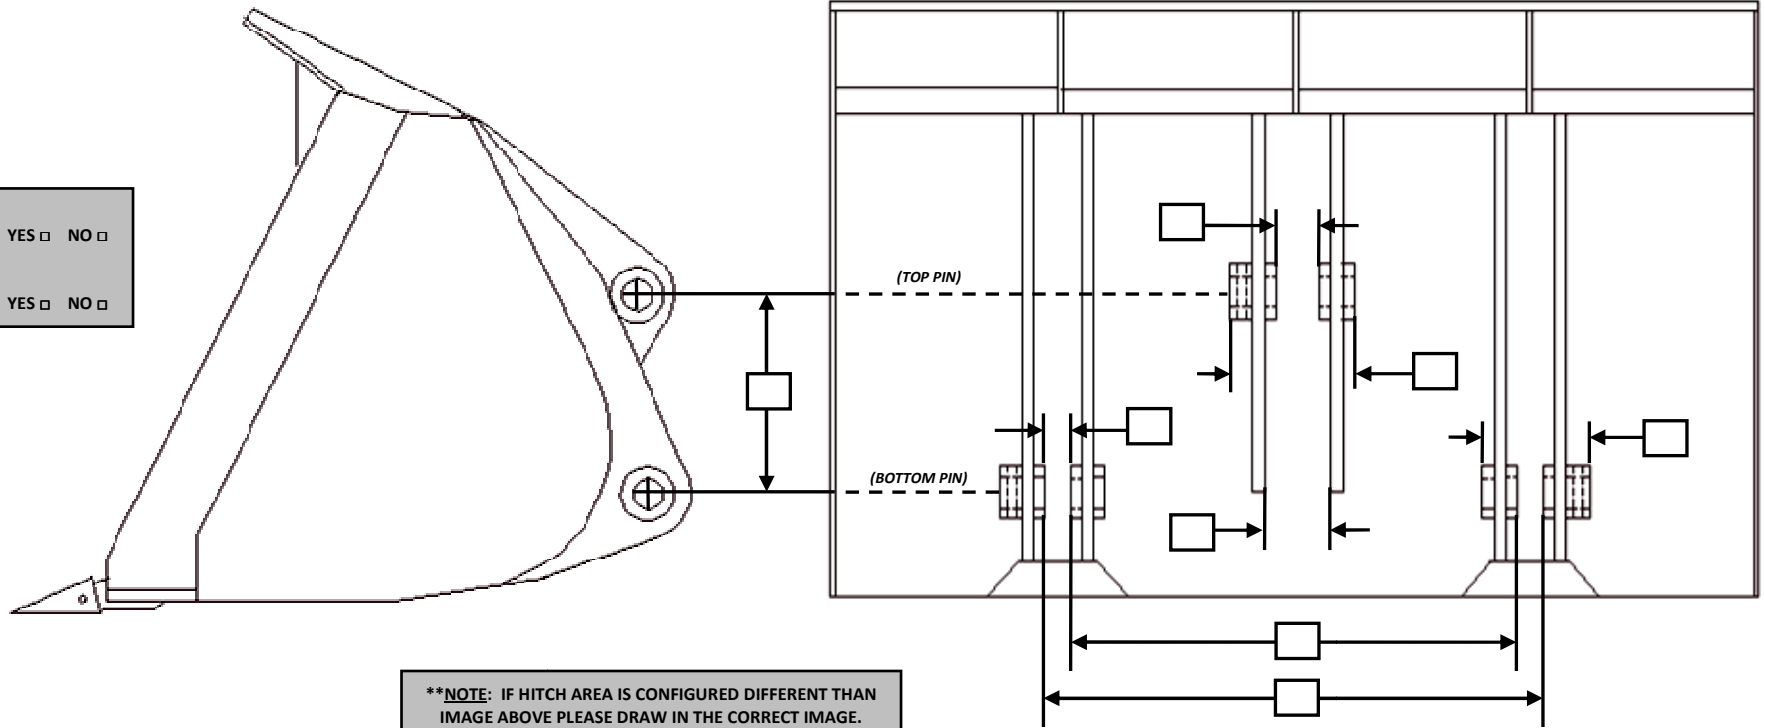 YES □ NO □
YES □ NO □
(TOP PIN)
(BOTTOM PIN)
**NOTE: IF HITCH AREA IS CONFIGURED DIFFERENT THAN
IMAGE ABOVE PLEASE DRAW IN THE CORRECT IMAGE.